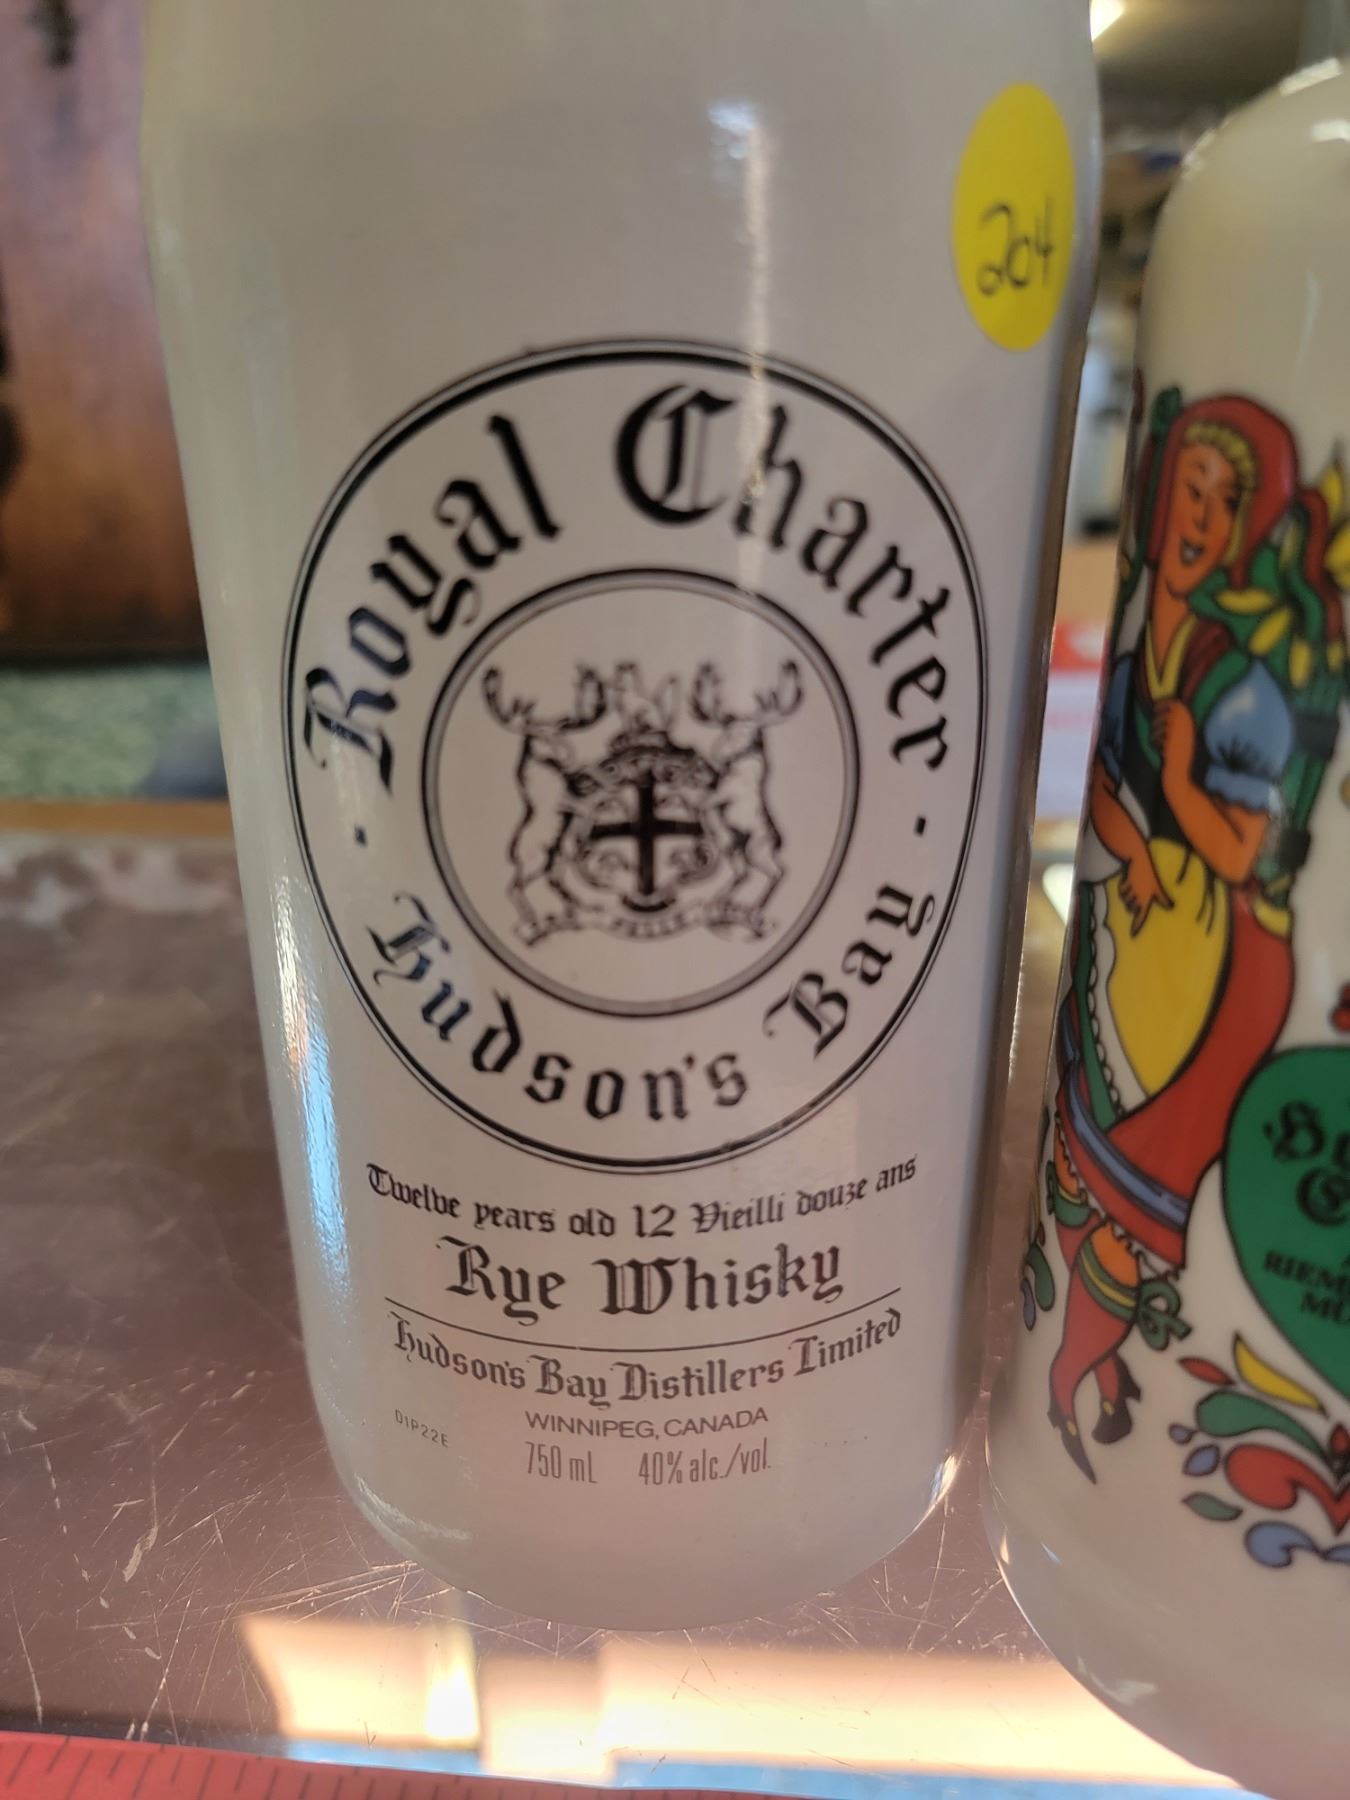 204
Royal Charter
Hudson's Bay
Twelve years old 12 Vieilli douze ans
Rye Whisky
Hudson's Bay Distillers Limited
WINNIPEG, CANADA
D1P22E
750 mL 40% alc./vol.